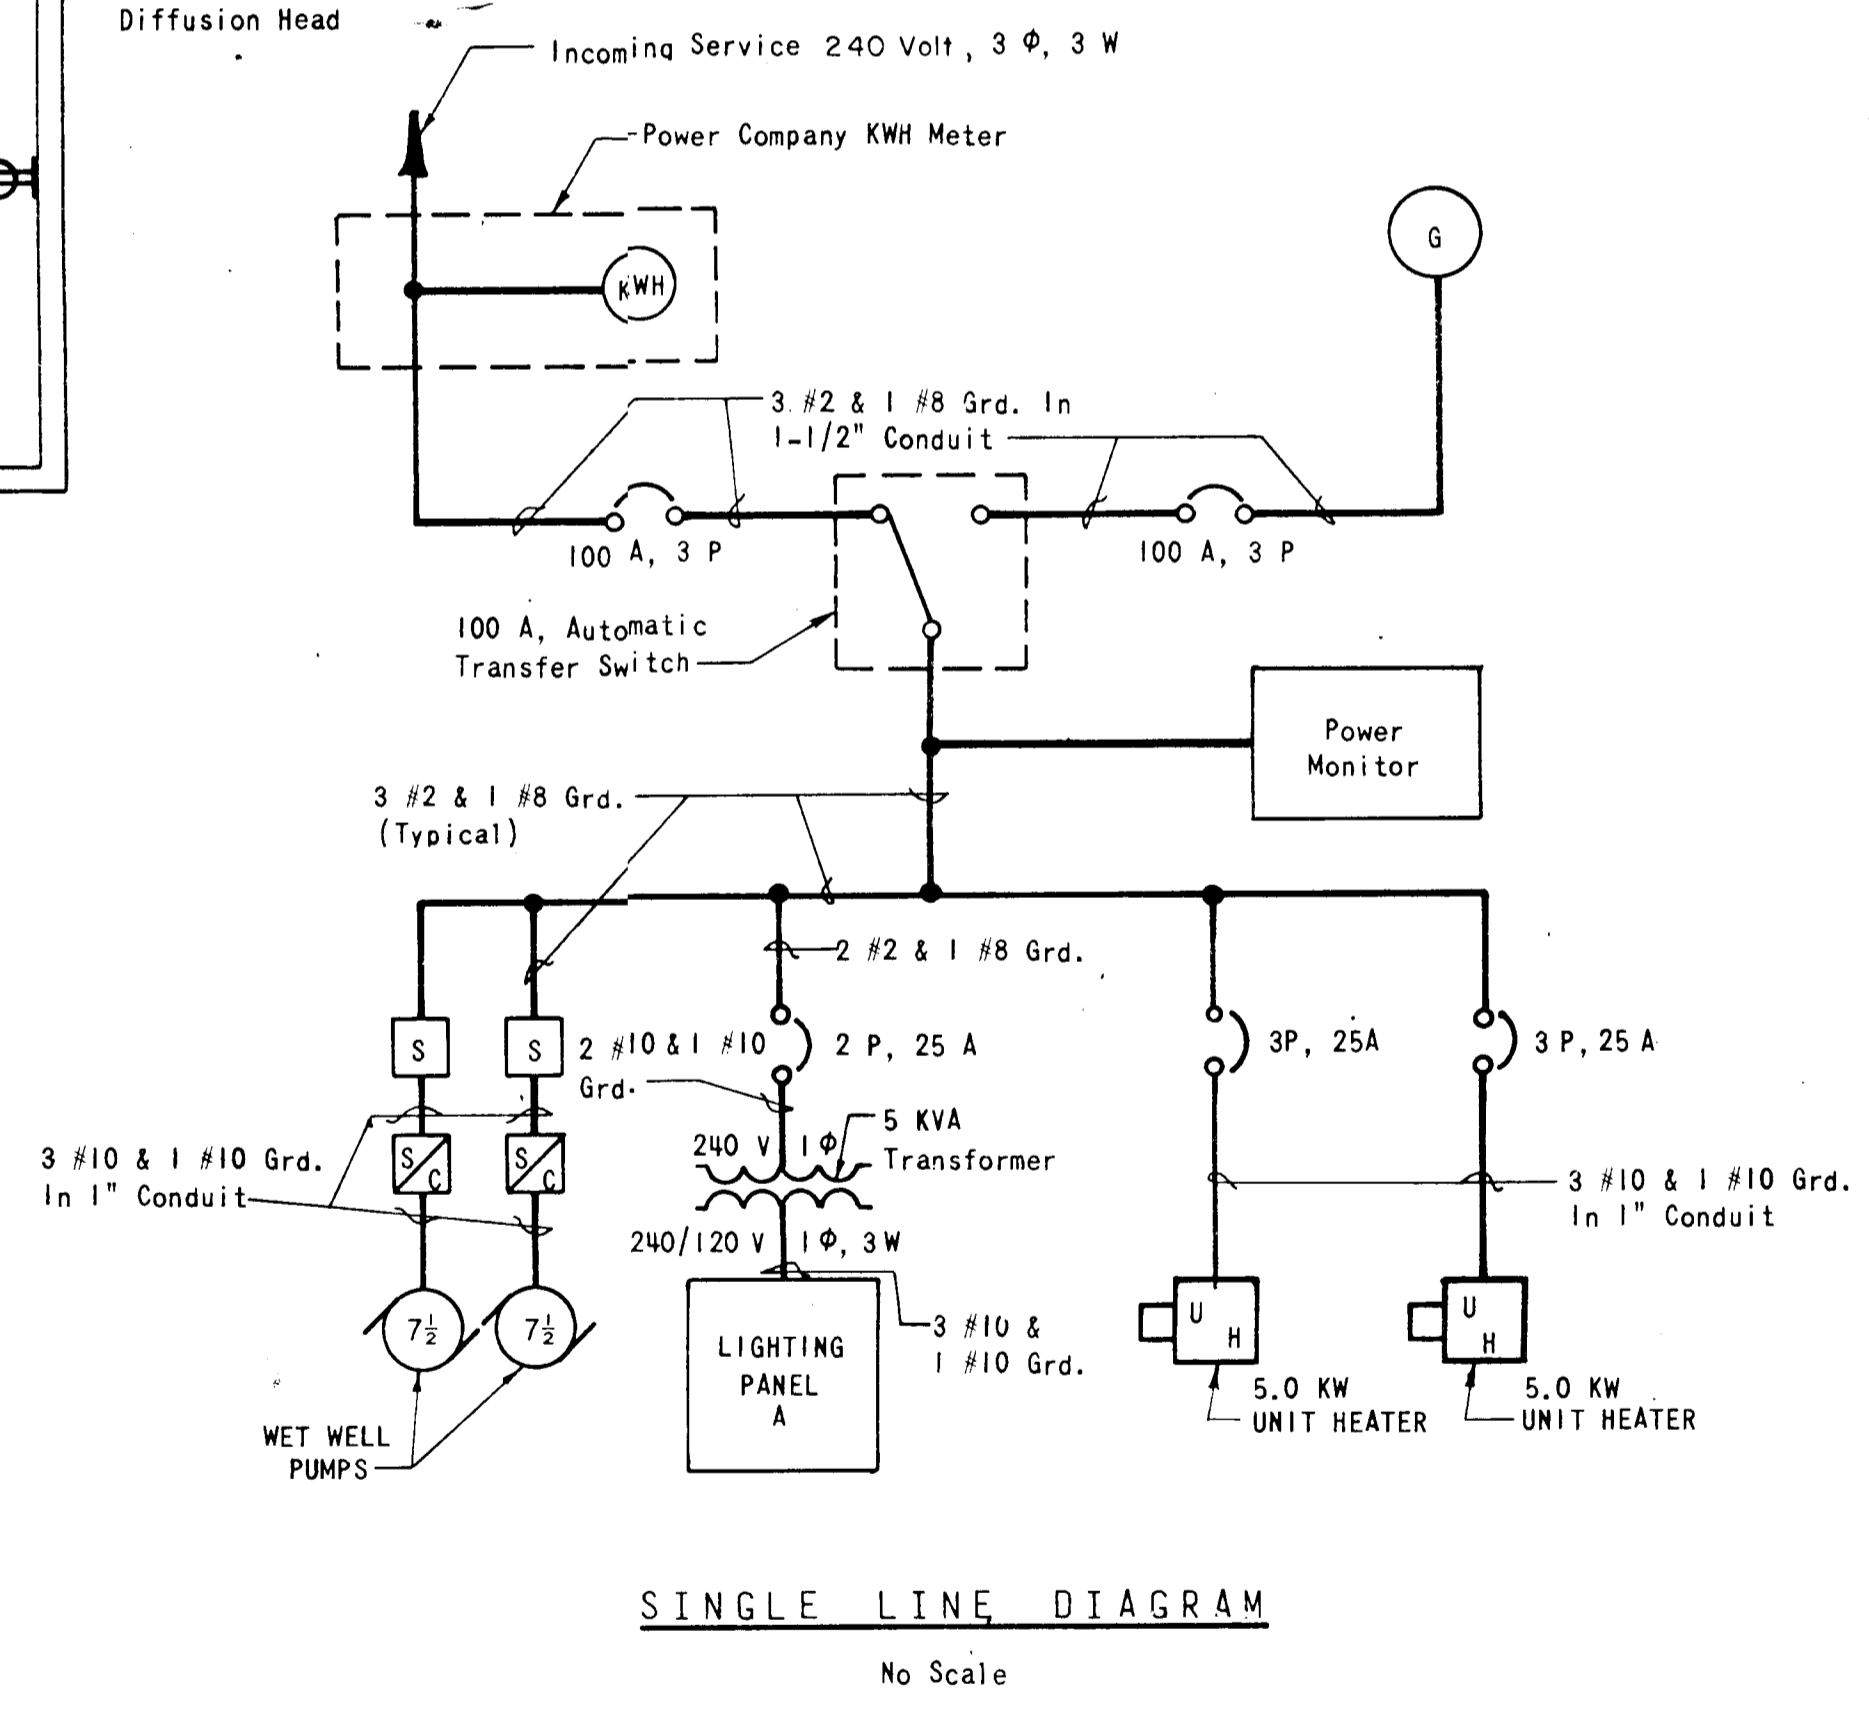 Diffusion Head
Incoming Service 240 Volt, 3 Φ, 3 W
Power Company KWH Meter
KWH
G
3 #2 & 1 #8 Grd. In
1-1/2" Conduit
100 A, 3 P
100 A, 3 P
100 A, Automatic
Transfer Switch
Power
Monitor
3 #2 & 1 #8 Grd.
(Typical)
2 #2 & 1 #8 Grd.
S
S
2 #10 & 1 #10
Grd.
2 P, 25 A
3P, 25A
3 P, 25 A
5 KVA
Transformer
240 V 1 Φ
3 #10 & 1 #10 Grd.
In 1" Conduit
S/C
S/C
3 #10 & 1 #10 Grd.
In 1" Conduit
240/120 V 1 Φ, 3 W
7½
7½
LIGHTING
PANEL
A
3 #10 &
1 #10 Grd.
U
H
U
H
5.0 KW
UNIT HEATER
5.0 KW
UNIT HEATER
WET WELL
PUMPS
SINGLE LINE DIAGRAM
No Scale